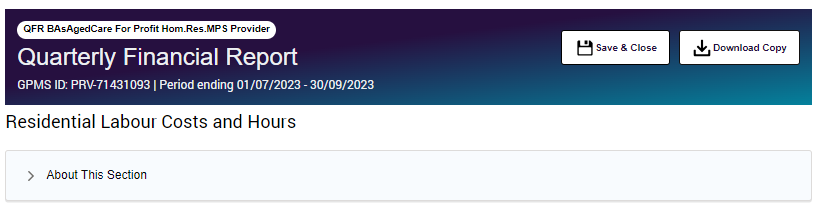 QFR BAsAgedCare For Profit Hom.Res.MPS Provider
Quarterly Financial Report
GPMS ID: PRV-71431093 | Period ending 01/07/2023 - 30/09/2023
Save & Close
Download Copy
Residential Labour Costs and Hours
About This Section